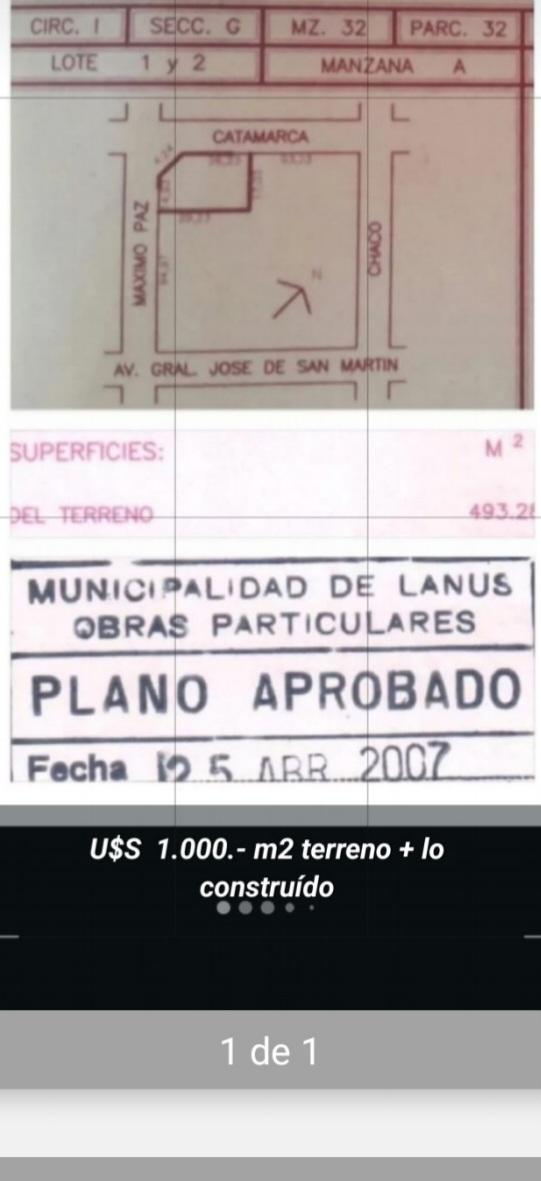 CIRC. I SECC. G MZ. 32 PARC. 32
LOTE 1 y 2 MANZANA A
CATAMARCA
MAXIMO PAZ
CHACO
N
AV. GRAL. JOSE DE SAN MARTIN
SUPERFICIES: M 2
DEL TERRENO 493.28
MUNICIPALIDAD DE LANUS
OBRAS PARTICULARES
PLANO APROBADO
Fecha 25 ABR 2007
U$S 1.000.- m2 terreno + lo
construído
1 de 1